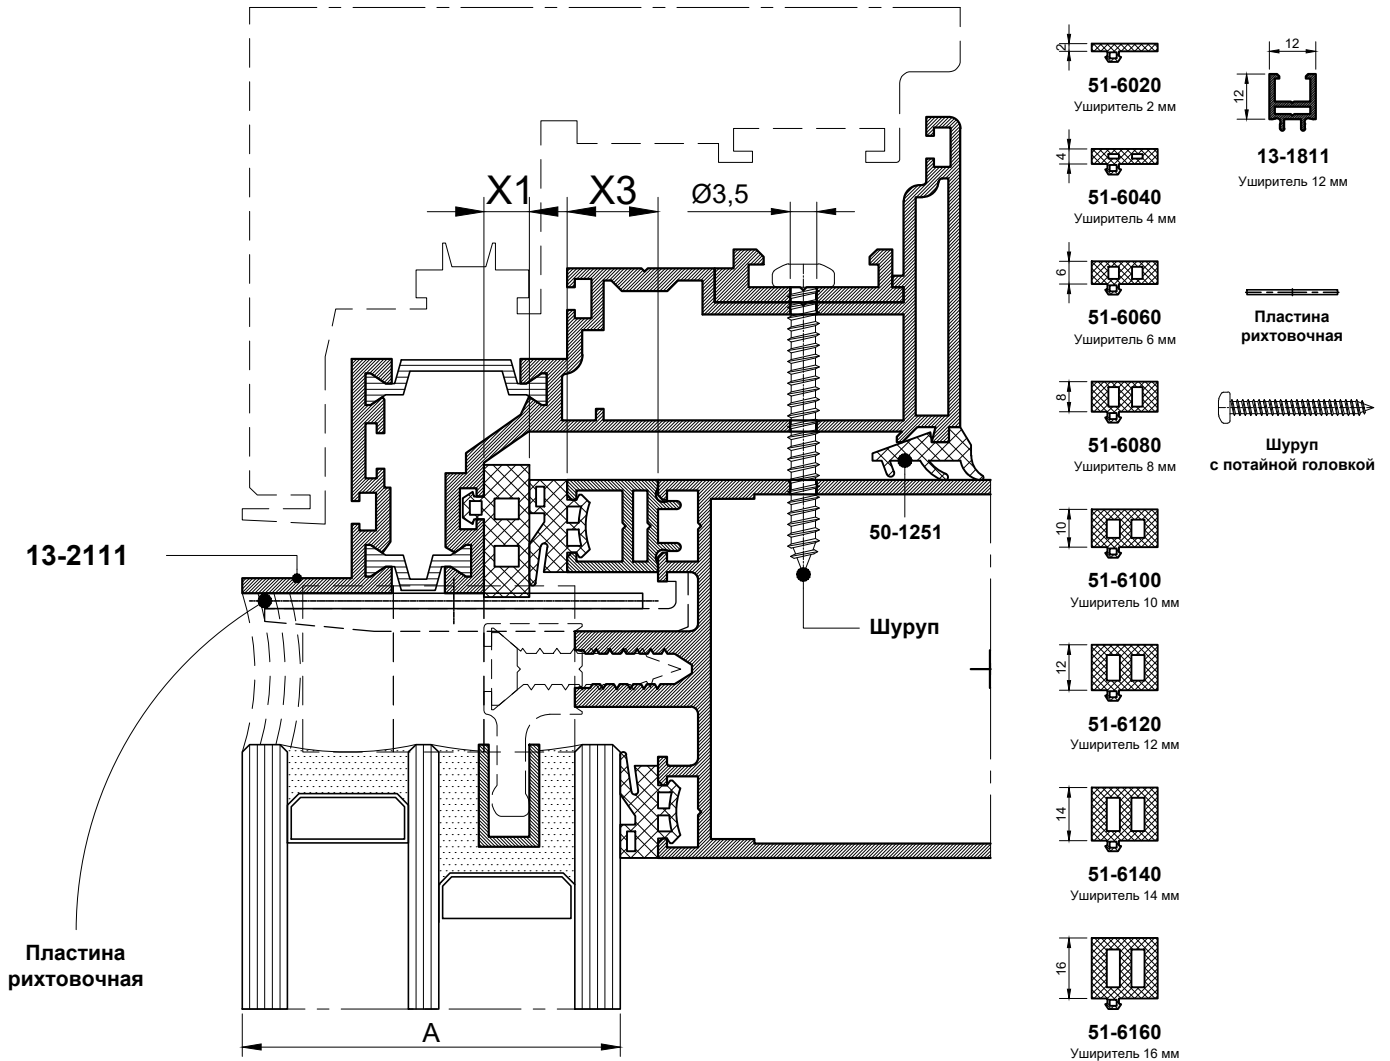 X1
X3
Ø3,5
13-2111
50-1251
Шуруп
Пластина
рихтовочная
A
2
51-6020
Уширитель 2 мм
4
51-6040
Уширитель 4 мм
6
51-6060
Уширитель 6 мм
8
51-6080
Уширитель 8 мм
10
51-6100
Уширитель 10 мм
12
51-6120
Уширитель 12 мм
14
51-6140
Уширитель 14 мм
16
51-6160
Уширитель 16 мм
12
12
13-1811
Уширитель 12 мм
Пластина
рихтовочная
Шуруп
с потайной головкой